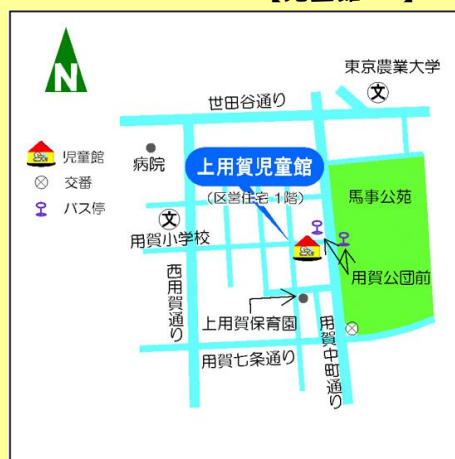 N
東京農業大学
文
世田谷通り
児童館
交番
バス停
病院
上用賀児童館
(区営住宅 1階)
馬事公苑
文
用賀小学校
西用賀通り
用賀公団前
上用賀保育園
用賀中町通り
用賀七条通り